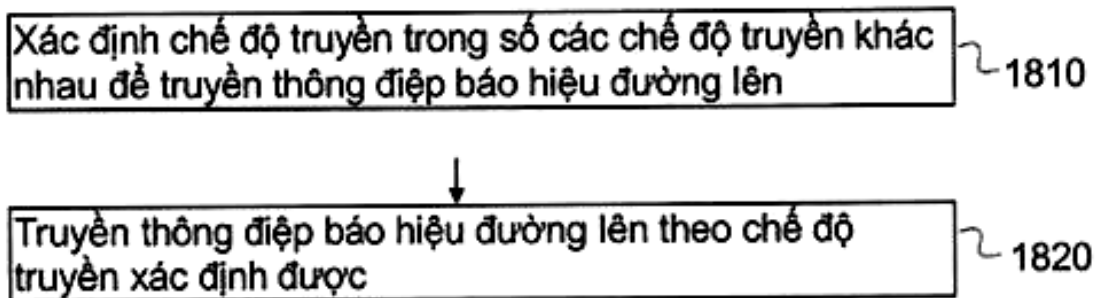 Xác định chế độ truyền trong số các chế độ truyền khác
nhau để truyền thông điệp báo hiệu đường lên
1810
Truyền thông điệp báo hiệu đường lên theo chế độ
truyền xác định được
1820